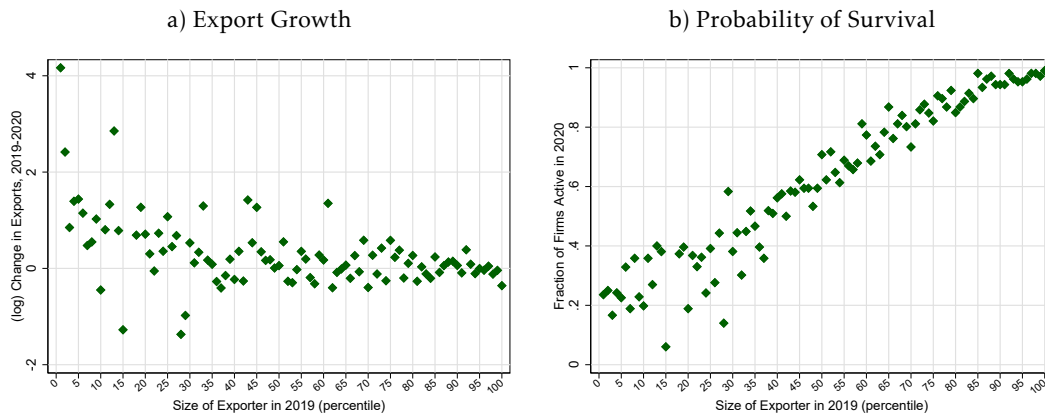 a) Export Growth
(log) Change in Exports, 2019-2020
4
2
0
-2
0 5 10 15 20 25 30 35 40 45 50 55 60 65 70 75 80 85 90 95 100
Size of Exporter in 2019 (percentile)
b) Probability of Survival
Fraction of Firms Active in 2020
1
.8
.6
.4
.2
0
0 5 10 15 20 25 30 35 40 45 50 55 60 65 70 75 80 85 90 95 100
Size of Exporter in 2019 (percentile)